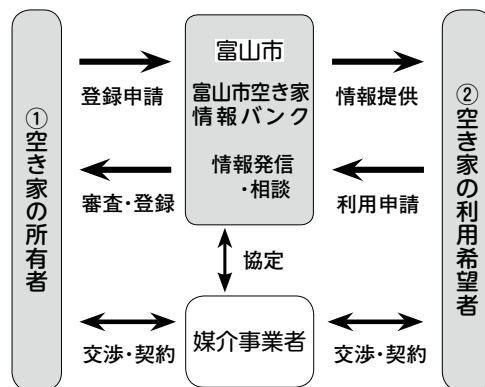 ①空き家の所有者
登録申請
審査・登録
交渉・契約
富山市
富山市空き家
情報バンク
情報発信
・相談
協定
媒介事業者
情報提供
利用申請
交渉・契約
②空き家の利用希望者